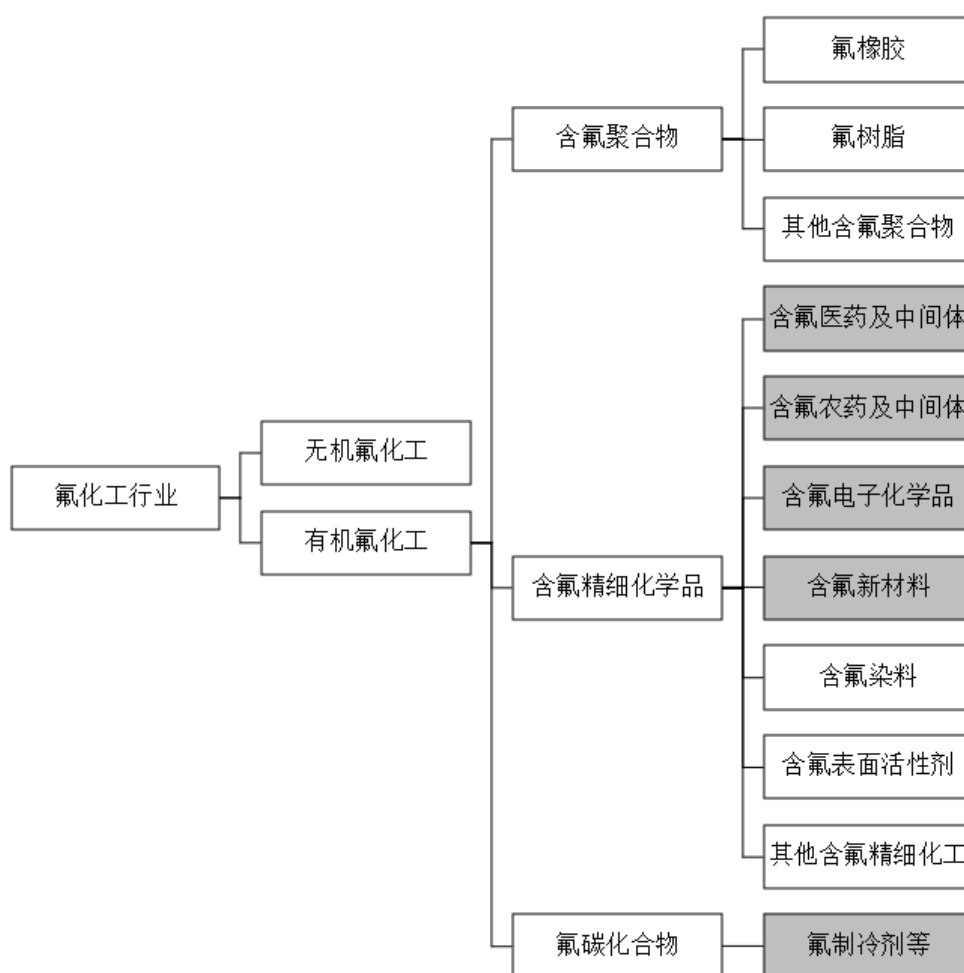 氟橡胶
含氟聚合物
氟树脂
其他含氟聚合物
含氟医药及中间体
含氟农药及中间体
无机氟化工
氟化工行业
含氟电子化学品
有机氟化工
含氟精细化学品
含氟新材料
含氟染料
含氟表面活性剂
其他含氟精细化工
氟碳化合物
氟制冷剂等